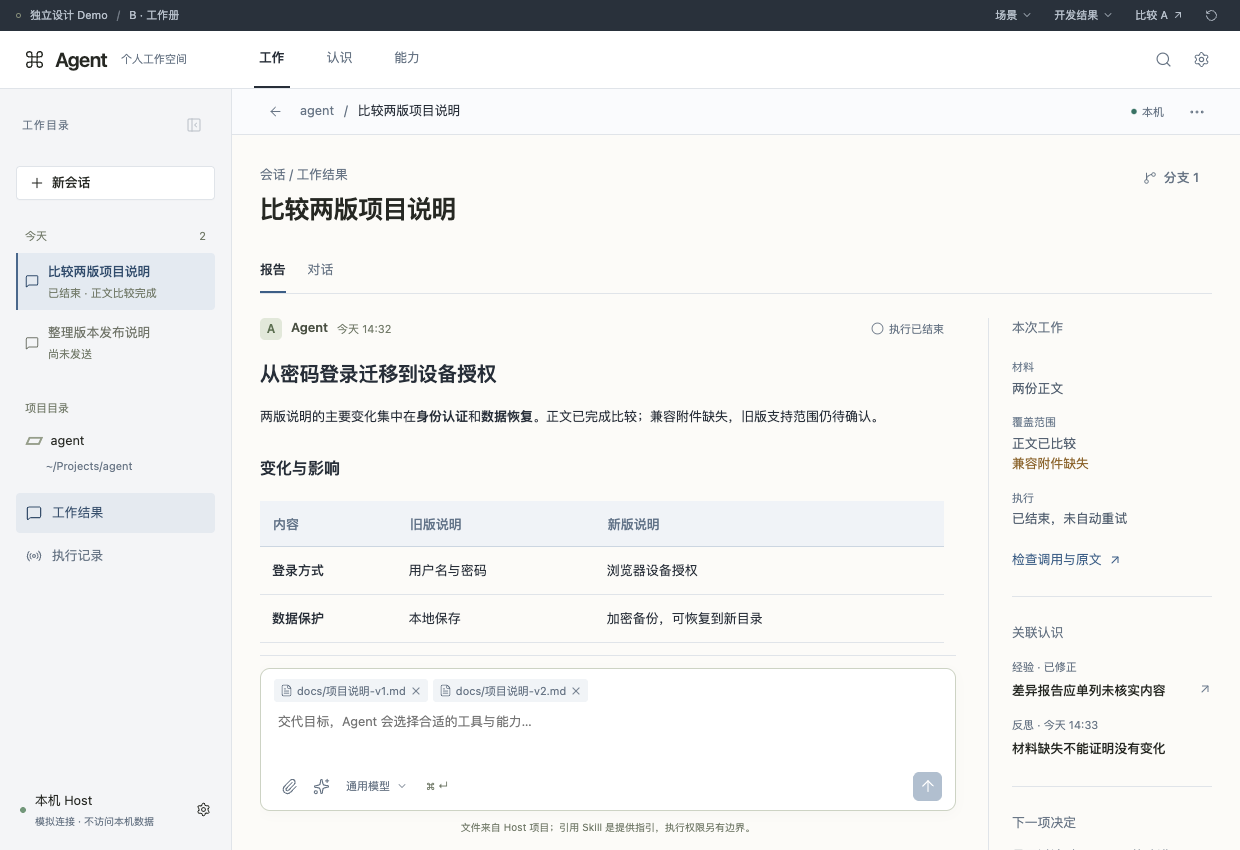 独立设计 Demo / B · 工作册
场景
开发结果
比较 A
Agent 个人工作空间
工作
认识
能力
工作目录
新会话
今天 2
比较两版项目说明
已结束 · 正文比较完成
整理版本发布说明
尚未发送
项目目录
agent
~/Projects/agent
工作结果
执行记录
本机 Host
模拟连接 · 不访问本机数据
agent / 比较两版项目说明
本机
会话 / 工作结果
比较两版项目说明
分支 1
报告
对话
A Agent 今天 14:32
执行已结束
从密码登录迁移到设备授权
两版说明的主要变化集中在身份认证和数据恢复。正文已完成比较；兼容附件缺失，旧版支持范围仍待确认。
变化与影响
内容 旧版说明 新版说明
登录方式 用户名与密码 浏览器设备授权
数据保护 本地保存 加密备份，可恢复到新目录
docs/项目说明-v1.md
docs/项目说明-v2.md
交代目标，Agent 会选择合适的工具与能力...
通用模型
⌘ ↵
文件来自 Host 项目；引用 Skill 是提供指引，执行权限另有边界。
本次工作
材料
两份正文
覆盖范围
正文已比较
兼容附件缺失
执行
已结束，未自动重试
检查调用与原文
关联认识
经验 · 已修正
差异报告应单列未核实内容
反思 · 今天 14:33
材料缺失不能证明没有变化
下一项决定